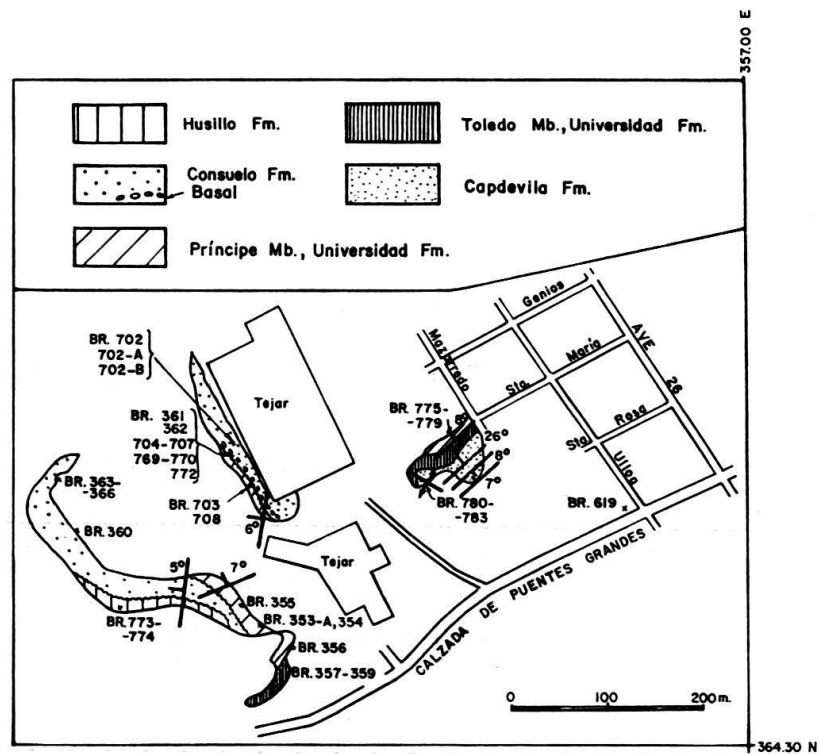 357.00 E
Husillo Fm.
Toledo Mb., Universidad Fm.
Consuelo Fm.
Basal
Capdevila Fm.
Príncipe Mb., Universidad Fm.
Genios
Mazarredo
Sta. María
AVE 26
Sta. Rosa
Ulloa
BR. 702
702-A
702-B
Tejar
BR. 361
362
704-707
769-770
772
BR. 775-
-779
8°
26°
8°
7°
BR. 363-
-366
BR. 703
708
6°
BR. 780-
-783
BR. 619
BR. 360
Tejar
5°
7°
BR. 355
BR. 353-A, 354
BR. 773-
-774
BR. 356
BR. 357-359
CALZADA DE PUENTES GRANDES
0 100 200 m.
364.30 N